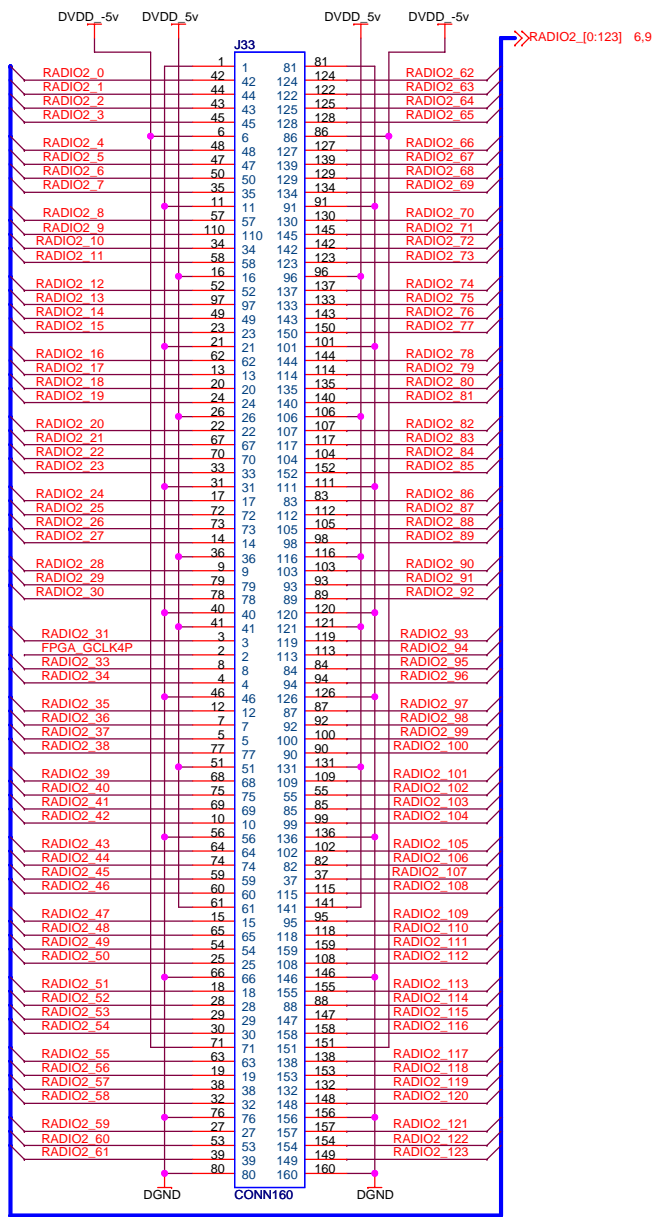 DVDD_-5v DVDD_5v DVDD_5v DVDD_-5v
RADIO2_[0:123] 6,9
J33
1 1 81 81
RADIO2_0 42 42 124 124 RADIO2_62
RADIO2_1 44 44 122 122 RADIO2_63
RADIO2_2 43 43 125 125 RADIO2_64
RADIO2_3 45 45 128 128 RADIO2_65
6 6 86 86
RADIO2_4 48 48 127 127 RADIO2_66
RADIO2_5 47 47 139 139 RADIO2_67
RADIO2_6 50 50 129 129 RADIO2_68
RADIO2_7 35 35 134 134 RADIO2_69
11 11 91 91
RADIO2_8 57 57 130 130 RADIO2_70
RADIO2_9 110 110 145 145 RADIO2_71
RADIO2_10 34 34 142 142 RADIO2_72
RADIO2_11 58 58 123 123 RADIO2_73
16 16 96 96
RADIO2_12 52 52 137 137 RADIO2_74
RADIO2_13 97 97 133 133 RADIO2_75
RADIO2_14 49 49 143 143 RADIO2_76
RADIO2_15 23 23 150 150 RADIO2_77
21 21 101 101
RADIO2_16 62 62 144 144 RADIO2_78
RADIO2_17 13 13 114 114 RADIO2_79
RADIO2_18 20 20 135 135 RADIO2_80
RADIO2_19 24 24 140 140 RADIO2_81
26 26 106 106
RADIO2_20 22 22 107 107 RADIO2_82
RADIO2_21 67 67 117 117 RADIO2_83
RADIO2_22 70 70 104 104 RADIO2_84
RADIO2_23 33 33 152 152 RADIO2_85
31 31 111 111
RADIO2_24 17 17 83 83 RADIO2_86
RADIO2_25 72 72 112 112 RADIO2_87
RADIO2_26 73 73 105 105 RADIO2_88
RADIO2_27 14 14 98 98 RADIO2_89
36 36 116 116
RADIO2_28 9 9 103 103 RADIO2_90
RADIO2_29 79 79 93 93 RADIO2_91
RADIO2_30 78 78 89 89 RADIO2_92
40 40 120 120
41 41 121 121
RADIO2_31 3 3 119 119 RADIO2_93
FPGA_GCLK4P 2 2 113 113 RADIO2_94
RADIO2_33 8 8 84 84 RADIO2_95
RADIO2_34 4 4 94 94 RADIO2_96
46 46 126 126
RADIO2_35 12 12 87 87 RADIO2_97
RADIO2_36 7 7 92 92 RADIO2_98
RADIO2_37 5 5 100 100 RADIO2_99
RADIO2_38 77 77 90 90 RADIO2_100
51 51 131 131
RADIO2_39 68 68 109 109 RADIO2_101
RADIO2_40 75 75 55 55 RADIO2_102
RADIO2_41 69 69 85 85 RADIO2_103
RADIO2_42 10 10 99 99 RADIO2_104
56 56 136 136
RADIO2_43 64 64 102 102 RADIO2_105
RADIO2_44 74 74 82 82 RADIO2_106
RADIO2_45 59 59 37 37 RADIO2_107
RADIO2_46 60 60 115 115 RADIO2_108
61 61 141 141
RADIO2_47 15 15 95 95 RADIO2_109
RADIO2_48 65 65 118 118 RADIO2_110
RADIO2_49 54 54 159 159 RADIO2_111
RADIO2_50 25 25 108 108 RADIO2_112
66 66 146 146
RADIO2_51 18 18 155 155 RADIO2_113
RADIO2_52 28 28 88 88 RADIO2_114
RADIO2_53 29 29 147 147 RADIO2_115
RADIO2_54 30 30 158 158 RADIO2_116
71 71 151 151
RADIO2_55 63 63 138 138 RADIO2_117
RADIO2_56 19 19 153 153 RADIO2_118
RADIO2_57 38 38 132 132 RADIO2_119
RADIO2_58 32 32 148 148 RADIO2_120
76 76 156 156
RADIO2_59 27 27 157 157 RADIO2_121
RADIO2_60 53 53 154 154 RADIO2_122
RADIO2_61 39 39 149 149 RADIO2_123
80 80 160 160
DGND CONN160 DGND